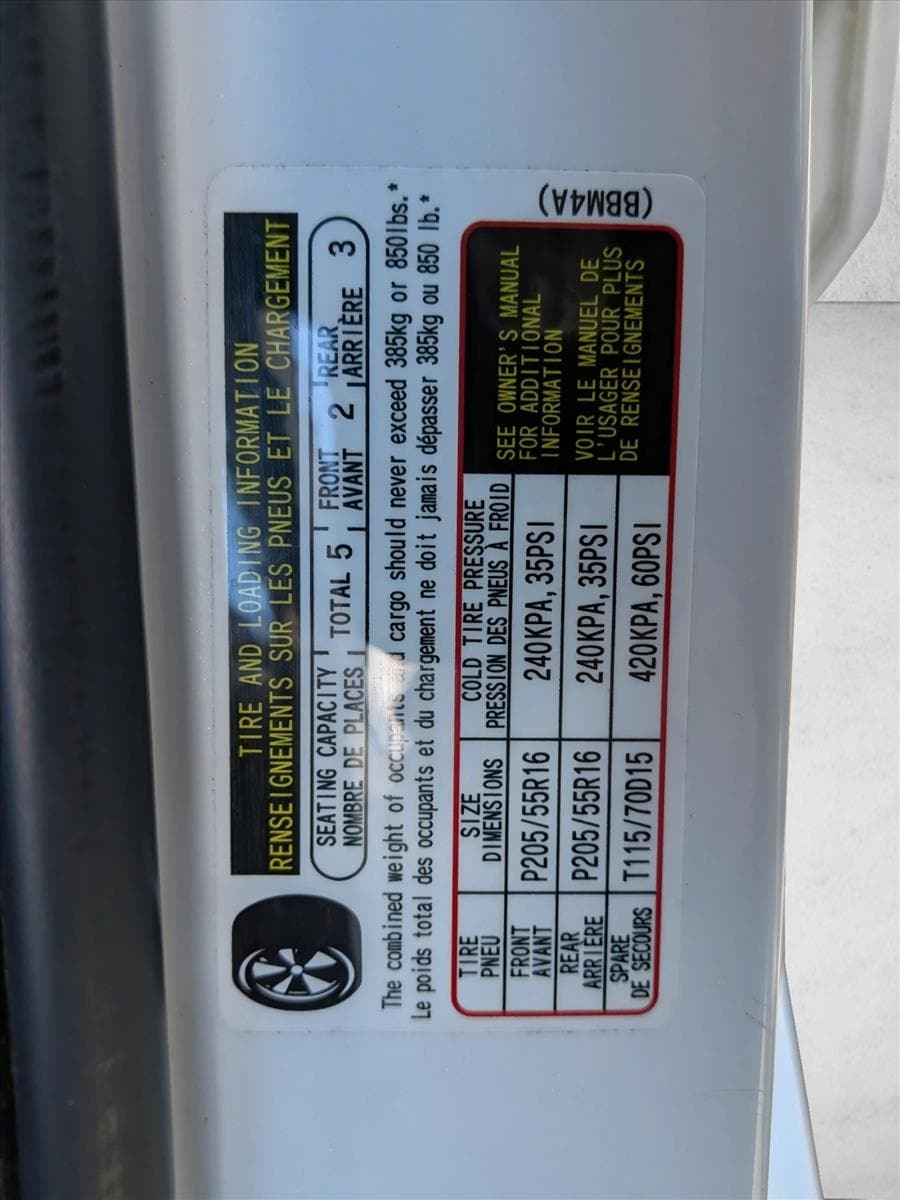 TIRE AND LOADING INFORMATION
RENSEIGNEMENTS SUR LES PNEUS ET LE CHARGEMENT
SEATING CAPACITY TOTAL 5 FRONT 2 REAR 3
NOMBRE DE PLACES AVANT ARRIÈRE
The combined weight of occupants and cargo should never exceed 385kg or 850lbs.*
Le poids total des occupants et du chargement ne doit jamais dépasser 385kg ou 850 lb.*
TIRE SIZE COLD TIRE PRESSURE
PNEU DIMENSIONS PRESSION DES PNEUS À FROID
FRONT
AVANT P205/55R16 240KPA, 35PSI
REAR
ARRIÈRE P205/55R16 240KPA, 35PSI
SPARE
DE SECOURS T115/70D15 420KPA, 60PSI
SEE OWNER'S MANUAL
FOR ADDITIONAL
INFORMATION
VOIR LE MANUEL DE
L'USAGER POUR PLUS
DE RENSEIGNEMENTS
(BBM4A)